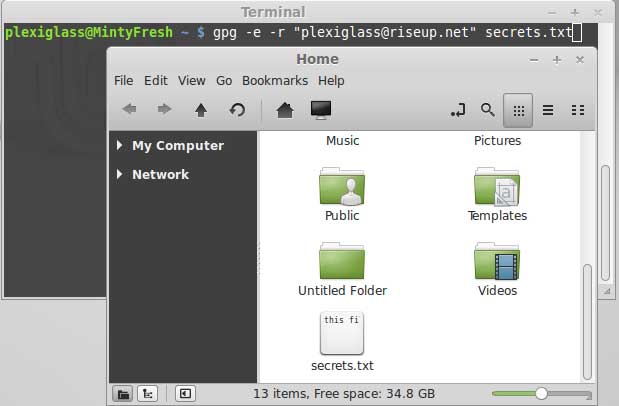 Terminal
plexiglass@MintyFresh ~ $ gpg -e -r "plexiglass@riseup.net" secrets.txt
Home
File Edit View Go Bookmarks Help
My Computer
Network
Music Pictures
Public Templates
Untitled Folder Videos
this fi
secrets.txt
13 items, Free space: 34.8 GB